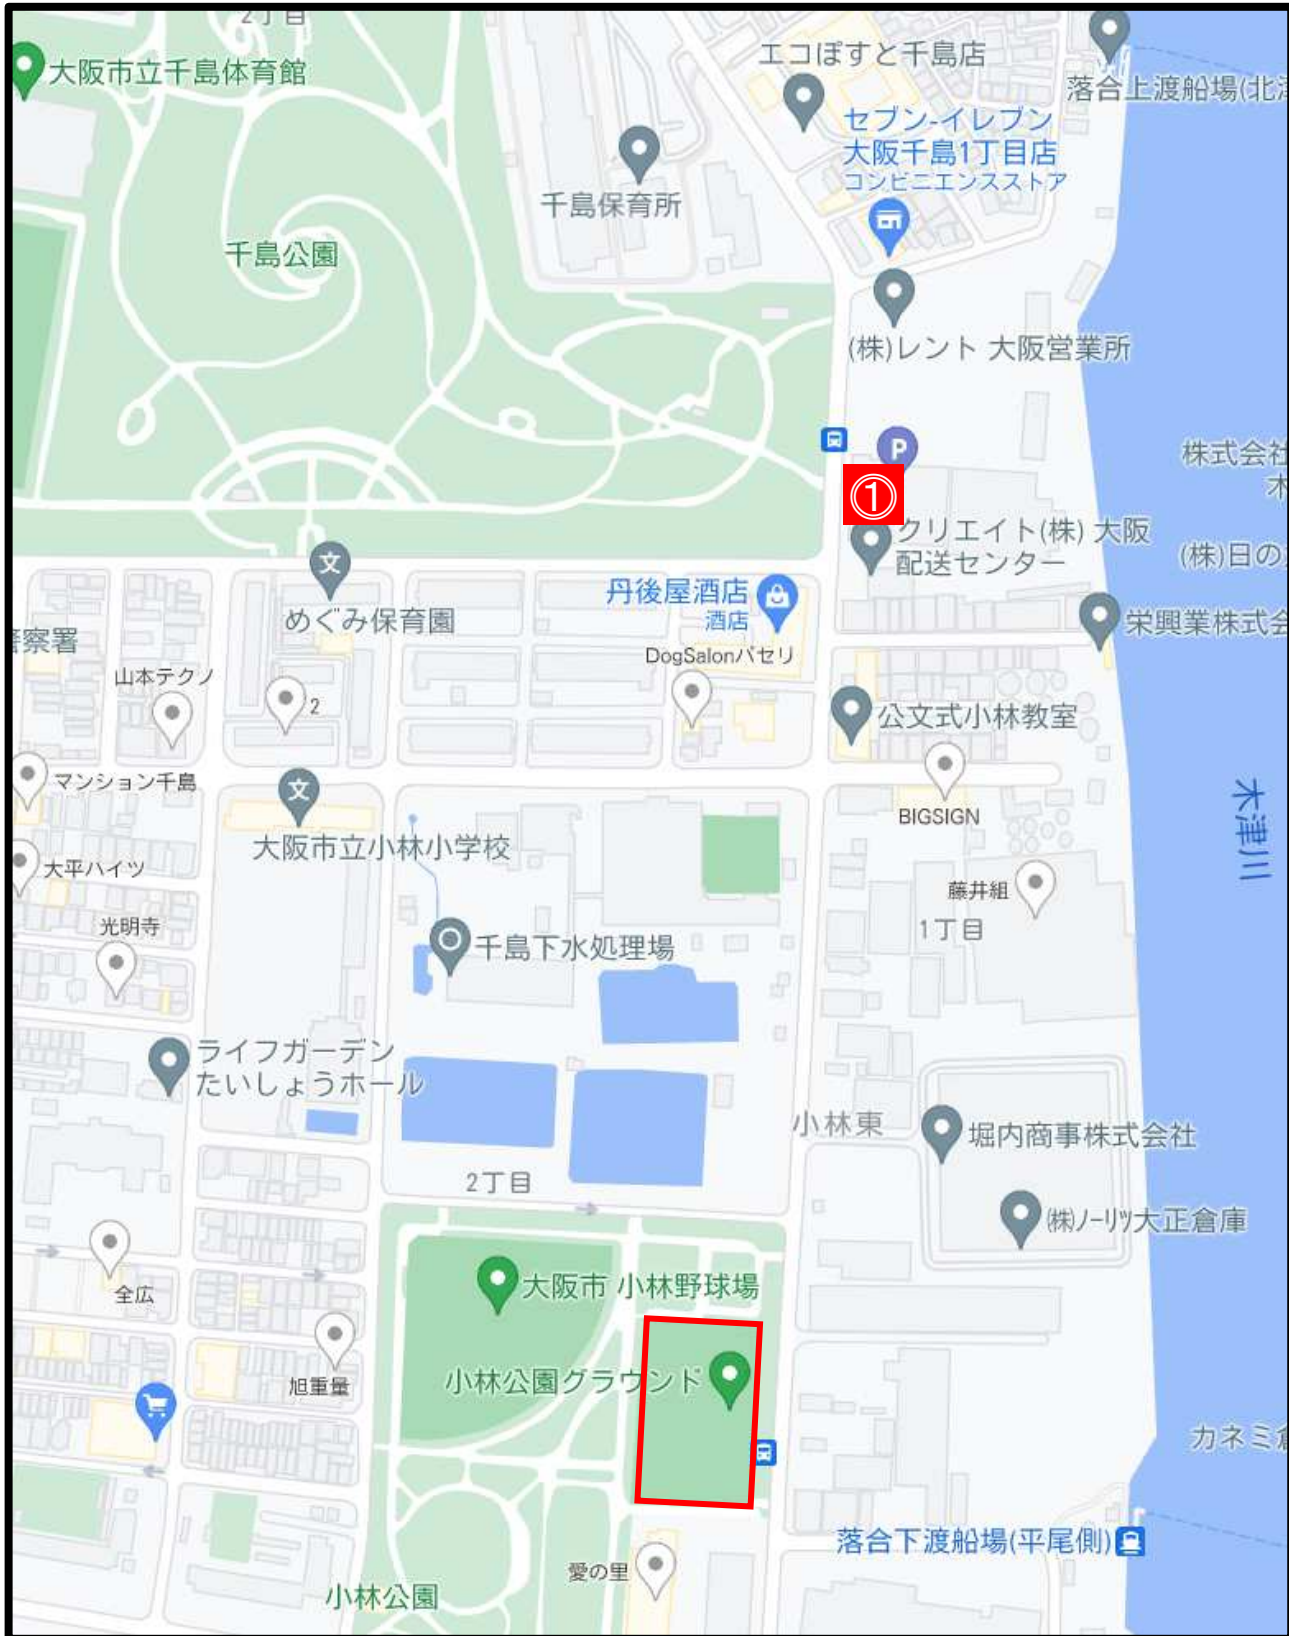 2丁目
大阪市立千島体育館
エコぽすと千島店
落合上渡船場(北
セブン-イレブン
大阪千島1丁目店
コンビニエンスストア
千島保育所
千島公園
(株)レント 大阪営業所
P
株式会社
木
①
クリエイト(株) 大阪
配送センター
(株)日の
文
めぐみ保育園
丹後屋酒店
酒店
栄興業株式会
察署
DogSalonパセリ
山本テクノ
2
公文式小林教室
マンション千島
文
BIGSIGN
木津川
大阪市立小林小学校
大平ハイツ
藤井組
光明寺
1丁目
千島下水処理場
ライフガーデン
たいしょうホール
小林東
堀内商事株式会社
2丁目
(株)ノーリツ大正倉庫
大阪市 小林野球場
全広
小林公園グラウンド
旭重量
カネミ倉
落合下渡船場(平尾側)
愛の里
小林公園